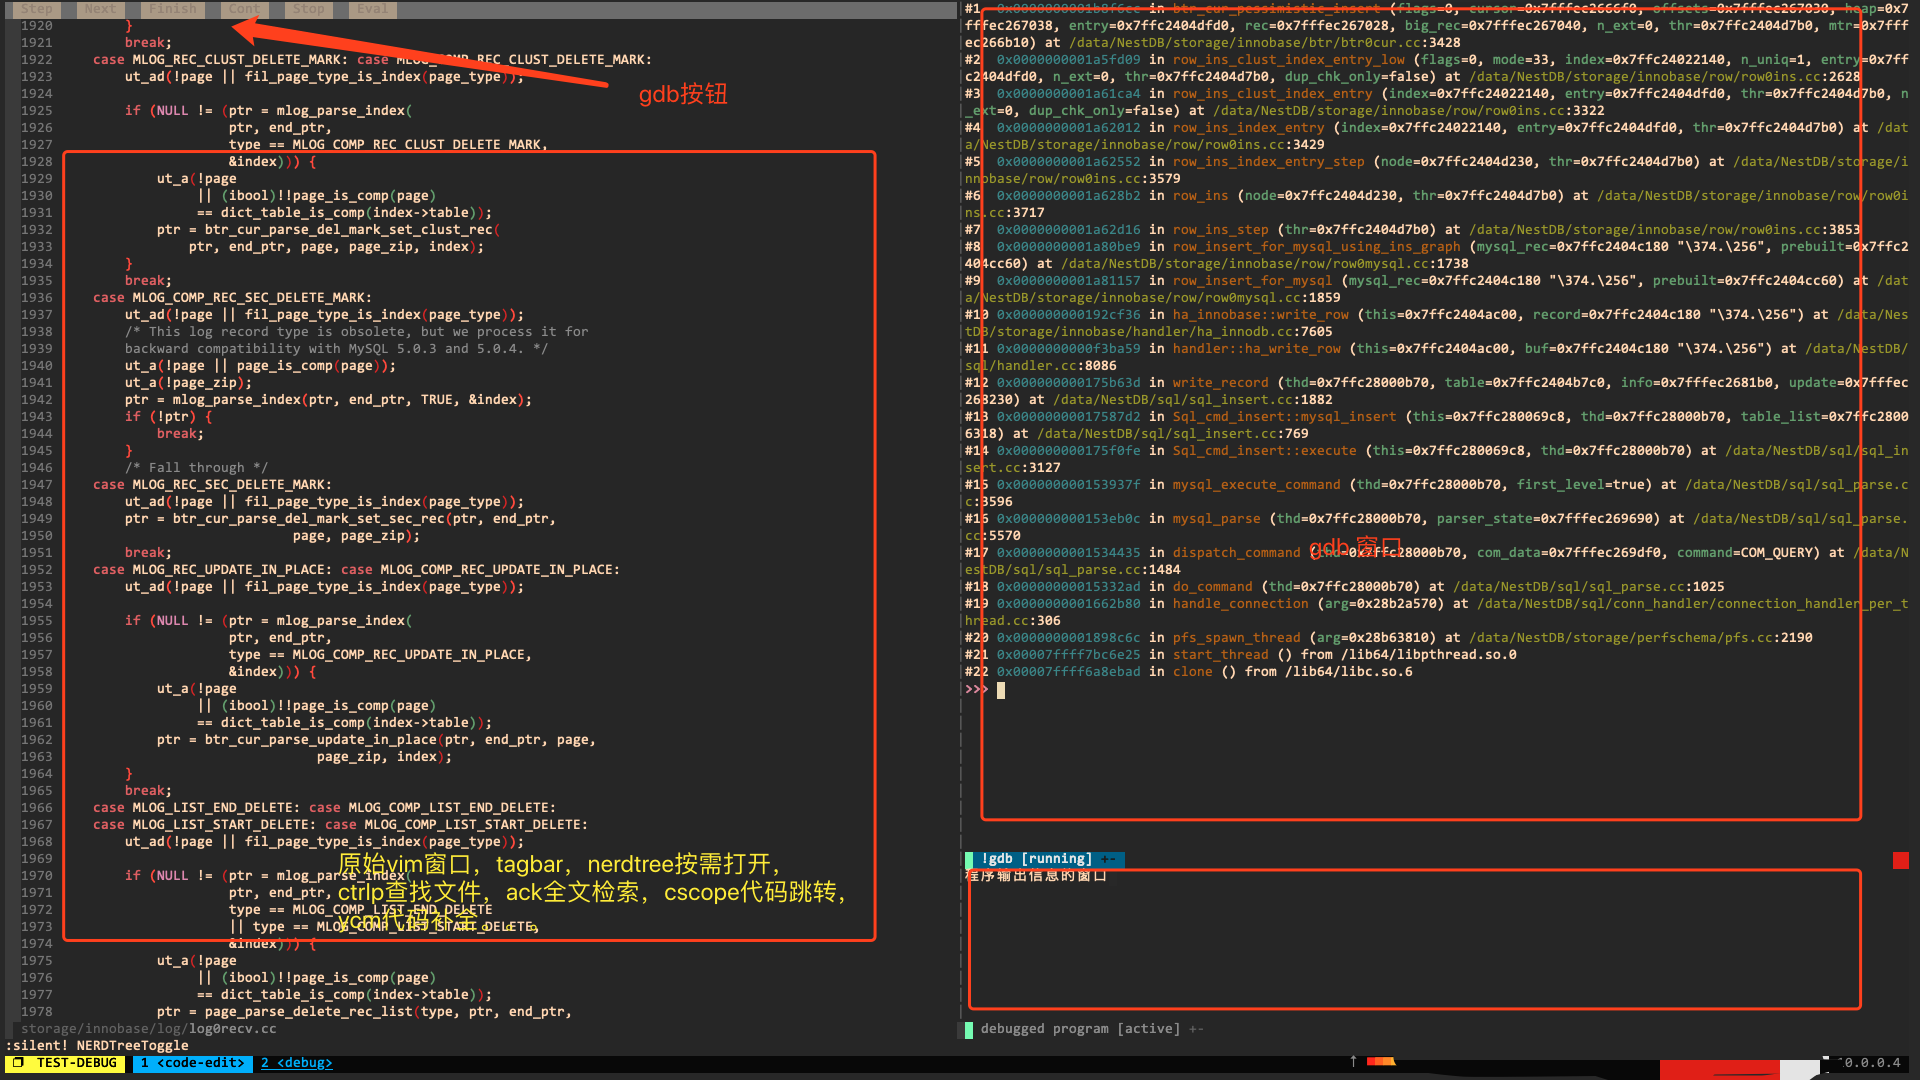 Step Next Finish Cont Stop Eval
1920 }
1921 break;
1922 case MLOG_REC_CLUST_DELETE_MARK: case MLOG_COMP_REC_CLUST_DELETE_MARK:
1923 ut_ad(!page || fil_page_type_is_index(page_type));
1924
1925 if (NULL != (ptr = mlog_parse_index(
1926 ptr, end_ptr,
1927 type == MLOG_COMP_REC_CLUST_DELETE_MARK,
1928 &index))) {
1929 ut_a(!page
1930 || (ibool)!!page_is_comp(page)
1931 == dict_table_is_comp(index->table));
1932 ptr = btr_cur_parse_del_mark_set_clust_rec(
1933 ptr, end_ptr, page, page_zip, index);
1934 }
1935 break;
1936 case MLOG_COMP_REC_SEC_DELETE_MARK:
1937 ut_ad(!page || fil_page_type_is_index(page_type));
1938 /* This log record type is obsolete, but we process it for
1939 backward compatibility with MySQL 5.0.3 and 5.0.4. */
1940 ut_a(!page || page_is_comp(page));
1941 ut_a(!page_zip);
1942 ptr = mlog_parse_index(ptr, end_ptr, TRUE, &index);
1943 if (!ptr) {
1944 break;
1945 }
1946 /* Fall through */
1947 case MLOG_REC_SEC_DELETE_MARK:
1948 ut_ad(!page || fil_page_type_is_index(page_type));
1949 ptr = btr_cur_parse_del_mark_set_sec_rec(ptr, end_ptr,
1950 page, page_zip);
1951 break;
1952 case MLOG_REC_UPDATE_IN_PLACE: case MLOG_COMP_REC_UPDATE_IN_PLACE:
1953 ut_ad(!page || fil_page_type_is_index(page_type));
1954
1955 if (NULL != (ptr = mlog_parse_index(
1956 ptr, end_ptr,
1957 type == MLOG_COMP_REC_UPDATE_IN_PLACE,
1958 &index))) {
1959 ut_a(!page
1960 || (ibool)!!page_is_comp(page)
1961 == dict_table_is_comp(index->table));
1962 ptr = btr_cur_parse_update_in_place(ptr, end_ptr, page,
1963 page_zip, index);
1964 }
1965 break;
1966 case MLOG_LIST_END_DELETE: case MLOG_COMP_LIST_END_DELETE:
1967 case MLOG_LIST_START_DELETE: case MLOG_COMP_LIST_START_DELETE:
1968 ut_ad(!page || fil_page_type_is_index(page_type));
1969
1970 if (NULL != (ptr = mlog_parse_index(
1971 ptr, end_ptr,
1972 type == MLOG_COMP_LIST_END_DELETE
1973 || type == MLOG_COMP_LIST_START_DELETE,
1974 &index))) {
1975 ut_a(!page
1976 || (ibool)!!page_is_comp(page)
1977 == dict_table_is_comp(index->table));
1978 ptr = page_parse_delete_rec_list(type, ptr, end_ptr,
storage/innobase/log/log0recv.cc
:silent! NERDTreeToggle
TEST-DEBUG 1 <code-edit> 2 <debug>
gdb按钮
原始vim窗口，tagbar，nerdtree按需打开，
ctrlp查找文件，ack全文检索，cscope代码跳转，
ycm代码补全。。。
#1 0x0000000001b8f6cc in btr_cur_pessimistic_insert (flags=0, cursor=0x7fffec2666f0, offsets=0x7fffec267030, heap=0x7
fffec267038, entry=0x7ffc2404dfd0, rec=0x7fffec267028, big_rec=0x7fffec267040, n_ext=0, thr=0x7ffc2404d7b0, mtr=0x7fff
ec266b10) at /data/NestDB/storage/innobase/btr/btr0cur.cc:3428
#2 0x0000000001a5fd09 in row_ins_clust_index_entry_low (flags=0, mode=33, index=0x7ffc24022140, n_uniq=1, entry=0x7ff
c2404dfd0, n_ext=0, thr=0x7ffc2404d7b0, dup_chk_only=false) at /data/NestDB/storage/innobase/row/row0ins.cc:2628
#3 0x0000000001a61ca4 in row_ins_clust_index_entry (index=0x7ffc24022140, entry=0x7ffc2404dfd0, thr=0x7ffc2404d7b0, n
_ext=0, dup_chk_only=false) at /data/NestDB/storage/innobase/row/row0ins.cc:3322
#4 0x0000000001a62012 in row_ins_index_entry (index=0x7ffc24022140, entry=0x7ffc2404dfd0, thr=0x7ffc2404d7b0) at /dat
a/NestDB/storage/innobase/row/row0ins.cc:3429
#5 0x0000000001a62552 in row_ins_index_entry_step (node=0x7ffc2404d230, thr=0x7ffc2404d7b0) at /data/NestDB/storage/i
nnobase/row/row0ins.cc:3579
#6 0x0000000001a628b2 in row_ins (node=0x7ffc2404d230, thr=0x7ffc2404d7b0) at /data/NestDB/storage/innobase/row/row0i
ns.cc:3717
#7 0x0000000001a62d16 in row_ins_step (thr=0x7ffc2404d7b0) at /data/NestDB/storage/innobase/row/row0ins.cc:3853
#8 0x0000000001a80be9 in row_insert_for_mysql_using_ins_graph (mysql_rec=0x7ffc2404c180 "\374.\256", prebuilt=0x7ffc2
404cc60) at /data/NestDB/storage/innobase/row/row0mysql.cc:1738
#9 0x0000000001a81157 in row_insert_for_mysql (mysql_rec=0x7ffc2404c180 "\374.\256", prebuilt=0x7ffc2404cc60) at /dat
a/NestDB/storage/innobase/row/row0mysql.cc:1859
#10 0x000000000192cf36 in ha_innobase::write_row (this=0x7ffc2404ac00, record=0x7ffc2404c180 "\374.\256") at /data/Nes
tDB/storage/innobase/handler/ha_innodb.cc:7605
#11 0x0000000000f3ba59 in handler::ha_write_row (this=0x7ffc2404ac00, buf=0x7ffc2404c180 "\374.\256") at /data/NestDB/
sql/handler.cc:8086
#12 0x000000000175b63d in write_record (thd=0x7ffc28000b70, table=0x7ffc2404b7c0, info=0x7fffec2681b0, update=0x7fffec
268230) at /data/NestDB/sql/sql_insert.cc:1882
#13 0x00000000017587d2 in Sql_cmd_insert::mysql_insert (this=0x7ffc280069c8, thd=0x7ffc28000b70, table_list=0x7ffc2800
6318) at /data/NestDB/sql/sql_insert.cc:769
#14 0x000000000175f0fe in Sql_cmd_insert::execute (this=0x7ffc280069c8, thd=0x7ffc28000b70) at /data/NestDB/sql/sql_in
sert.cc:3127
#15 0x000000000153937f in mysql_execute_command (thd=0x7ffc28000b70, first_level=true) at /data/NestDB/sql/sql_parse.c
c:3596
#16 0x000000000153eb0c in mysql_parse (thd=0x7ffc28000b70, parser_state=0x7fffec269690) at /data/NestDB/sql/sql_parse.
cc:5570
#17 0x0000000001534435 in dispatch_command (thd=0x7ffc28000b70, com_data=0x7fffec269df0, command=COM_QUERY) at /data/N
estDB/sql/sql_parse.cc:1484
#18 0x00000000015332ad in do_command (thd=0x7ffc28000b70) at /data/NestDB/sql/sql_parse.cc:1025
#19 0x0000000001662b80 in handle_connection (arg=0x28b2a570) at /data/NestDB/sql/conn_handler/connection_handler_per_t
hread.cc:306
#20 0x0000000001898c6c in pfs_spawn_thread (arg=0x28b63810) at /data/NestDB/storage/perfschema/pfs.cc:2190
#21 0x00007ffff7bc6e25 in start_thread () from /lib64/libpthread.so.0
#22 0x00007ffff6a8ebad in clone () from /lib64/libc.so.6
>>>
gdb 窗口
!gdb [running] +-
程序输出信息的窗口
debugged program [active] +-
↑
10.0.0.4